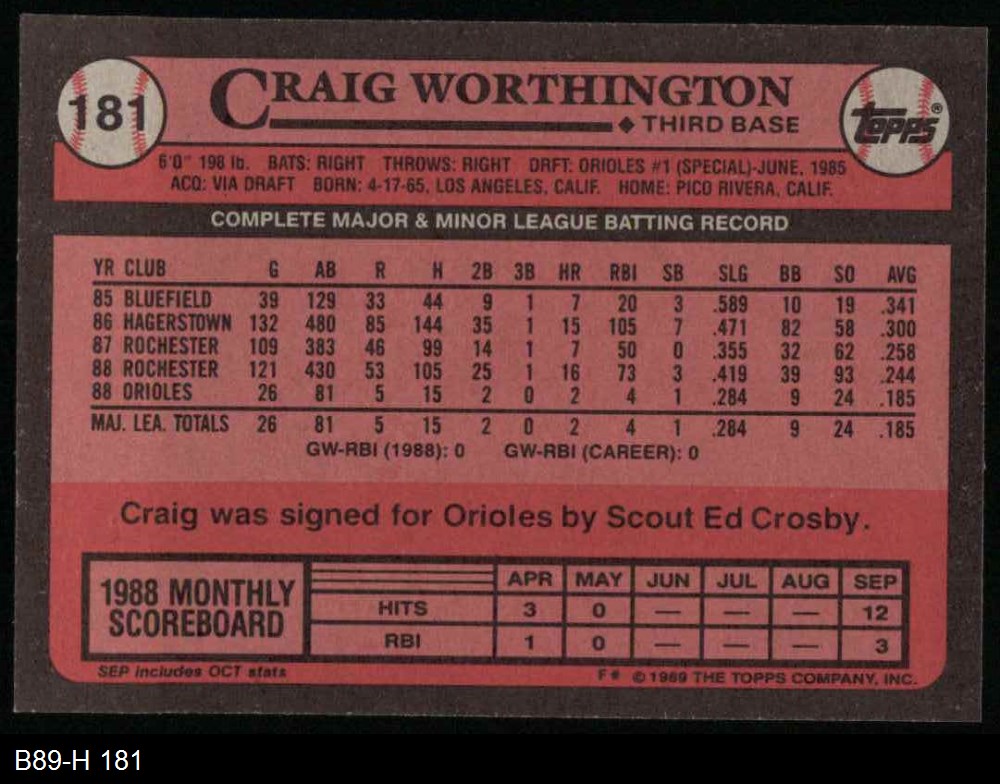 181
CRAIG WORTHINGTON
◆ THIRD BASE
Topps®
6'0" 198 lb. BATS: RIGHT THROWS: RIGHT DRFT: ORIOLES #1 (SPECIAL)-JUNE, 1985
ACQ: VIA DRAFT BORN: 4-17-65, LOS ANGELES, CALIF. HOME: PICO RIVERA, CALIF.
COMPLETE MAJOR & MINOR LEAGUE BATTING RECORD
YR CLUB G AB R H 2B 3B HR RBI SB SLG BB SO AVG
85 BLUEFIELD 39 129 33 44 9 1 7 20 3 .589 10 19 .341
86 HAGERSTOWN 132 480 85 144 35 1 15 105 7 .471 82 58 .300
87 ROCHESTER 109 383 46 99 14 1 7 50 0 .355 32 62 .258
88 ROCHESTER 121 430 53 105 25 1 16 73 3 .419 39 93 .244
88 ORIOLES 26 81 5 15 2 0 2 4 1 .284 9 24 .185
MAJ. LEA. TOTALS 26 81 5 15 2 0 2 4 1 .284 9 24 .185
GW-RBI (1988): 0 GW-RBI (CAREER): 0
Craig was signed for Orioles by Scout Ed Crosby.
1988 MONTHLY SCOREBOARD
APR MAY JUN JUL AUG SEP
HITS 3 0 — — — 12
RBI 1 0 — — — 3
SEP includes OCT stats
F* © 1989 THE TOPPS COMPANY, INC.
B89-H 181